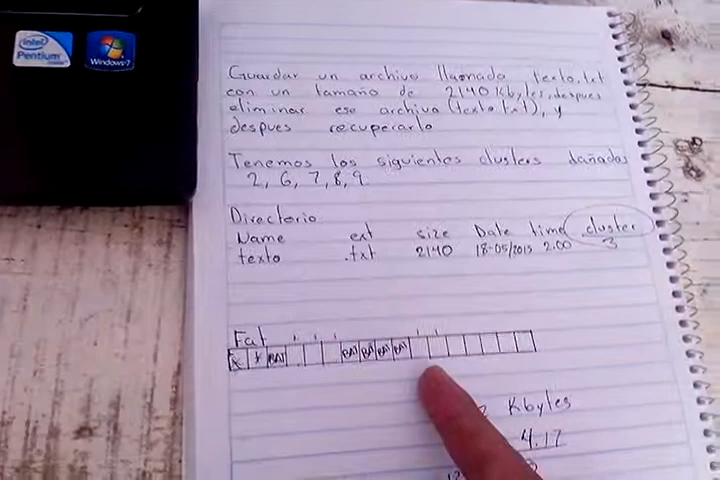 intel
Pentium
Windows 7
Guardar un archivo llamado texto.txt
con un tamaño de 2140 Kbytes, despues
eliminar ese archivo (texto.txt), y
despues recuperarlo
Tenemos los siguientes clusters dañados
2, 6, 7, 8, 9
Directorio
Name ext size Date time cluster
texto .txt 2140 18-05/2015 2.00 3
Fat
X X BAT BAT BAT BAT BAT
Kbytes
4.17